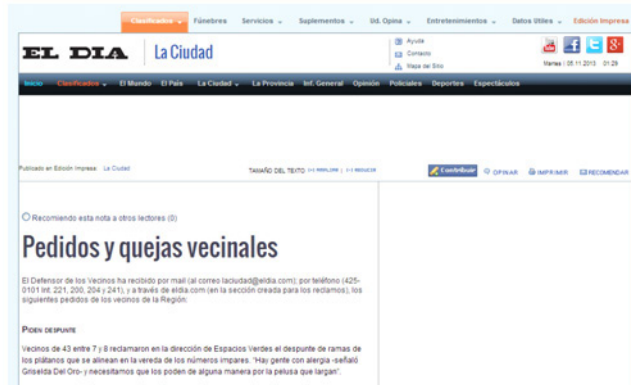 Clasificados Fúnebres Servicios Suplementos Ud. Opina Entretenimientos Datos Útiles Edición Impresa
EL DIA La Ciudad
Ayuda
Contacto
Mapa del Sitio
Martes | 05.11.2013 01:29
Inicio Clasificados El Mundo El País La Ciudad La Provincia Inf. General Opinión Policiales Deportes Espectáculos
Publicado en Edición Impresa: La Ciudad TAMAÑO DEL TEXTO Contribuir OPINAR IMPRIMIR RECOMENDAR
Recomiendo esta nota a otros lectores (0)
Pedidos y quejas vecinales
El Defensor de los Vecinos ha recibido por mail (al correo laciudad@eldia.com); por teléfono (425-
0101 Int. 221, 200, 204 y 241), y a través de eldia.com (en la sección creada para los reclamos), los
siguientes pedidos de los vecinos de la Región:
PIDEN DESPUNTE
Vecinos de 43 entre 7 y 8 reclamaron en la dirección de Espacios Verdes el despunte de ramas de
los plátanos que se alinean en la vereda de los números impares. "Hay gente con alergia -señaló
Griselda Del Oro- y necesitamos que los poden de alguna manera por la pelusa que largan".